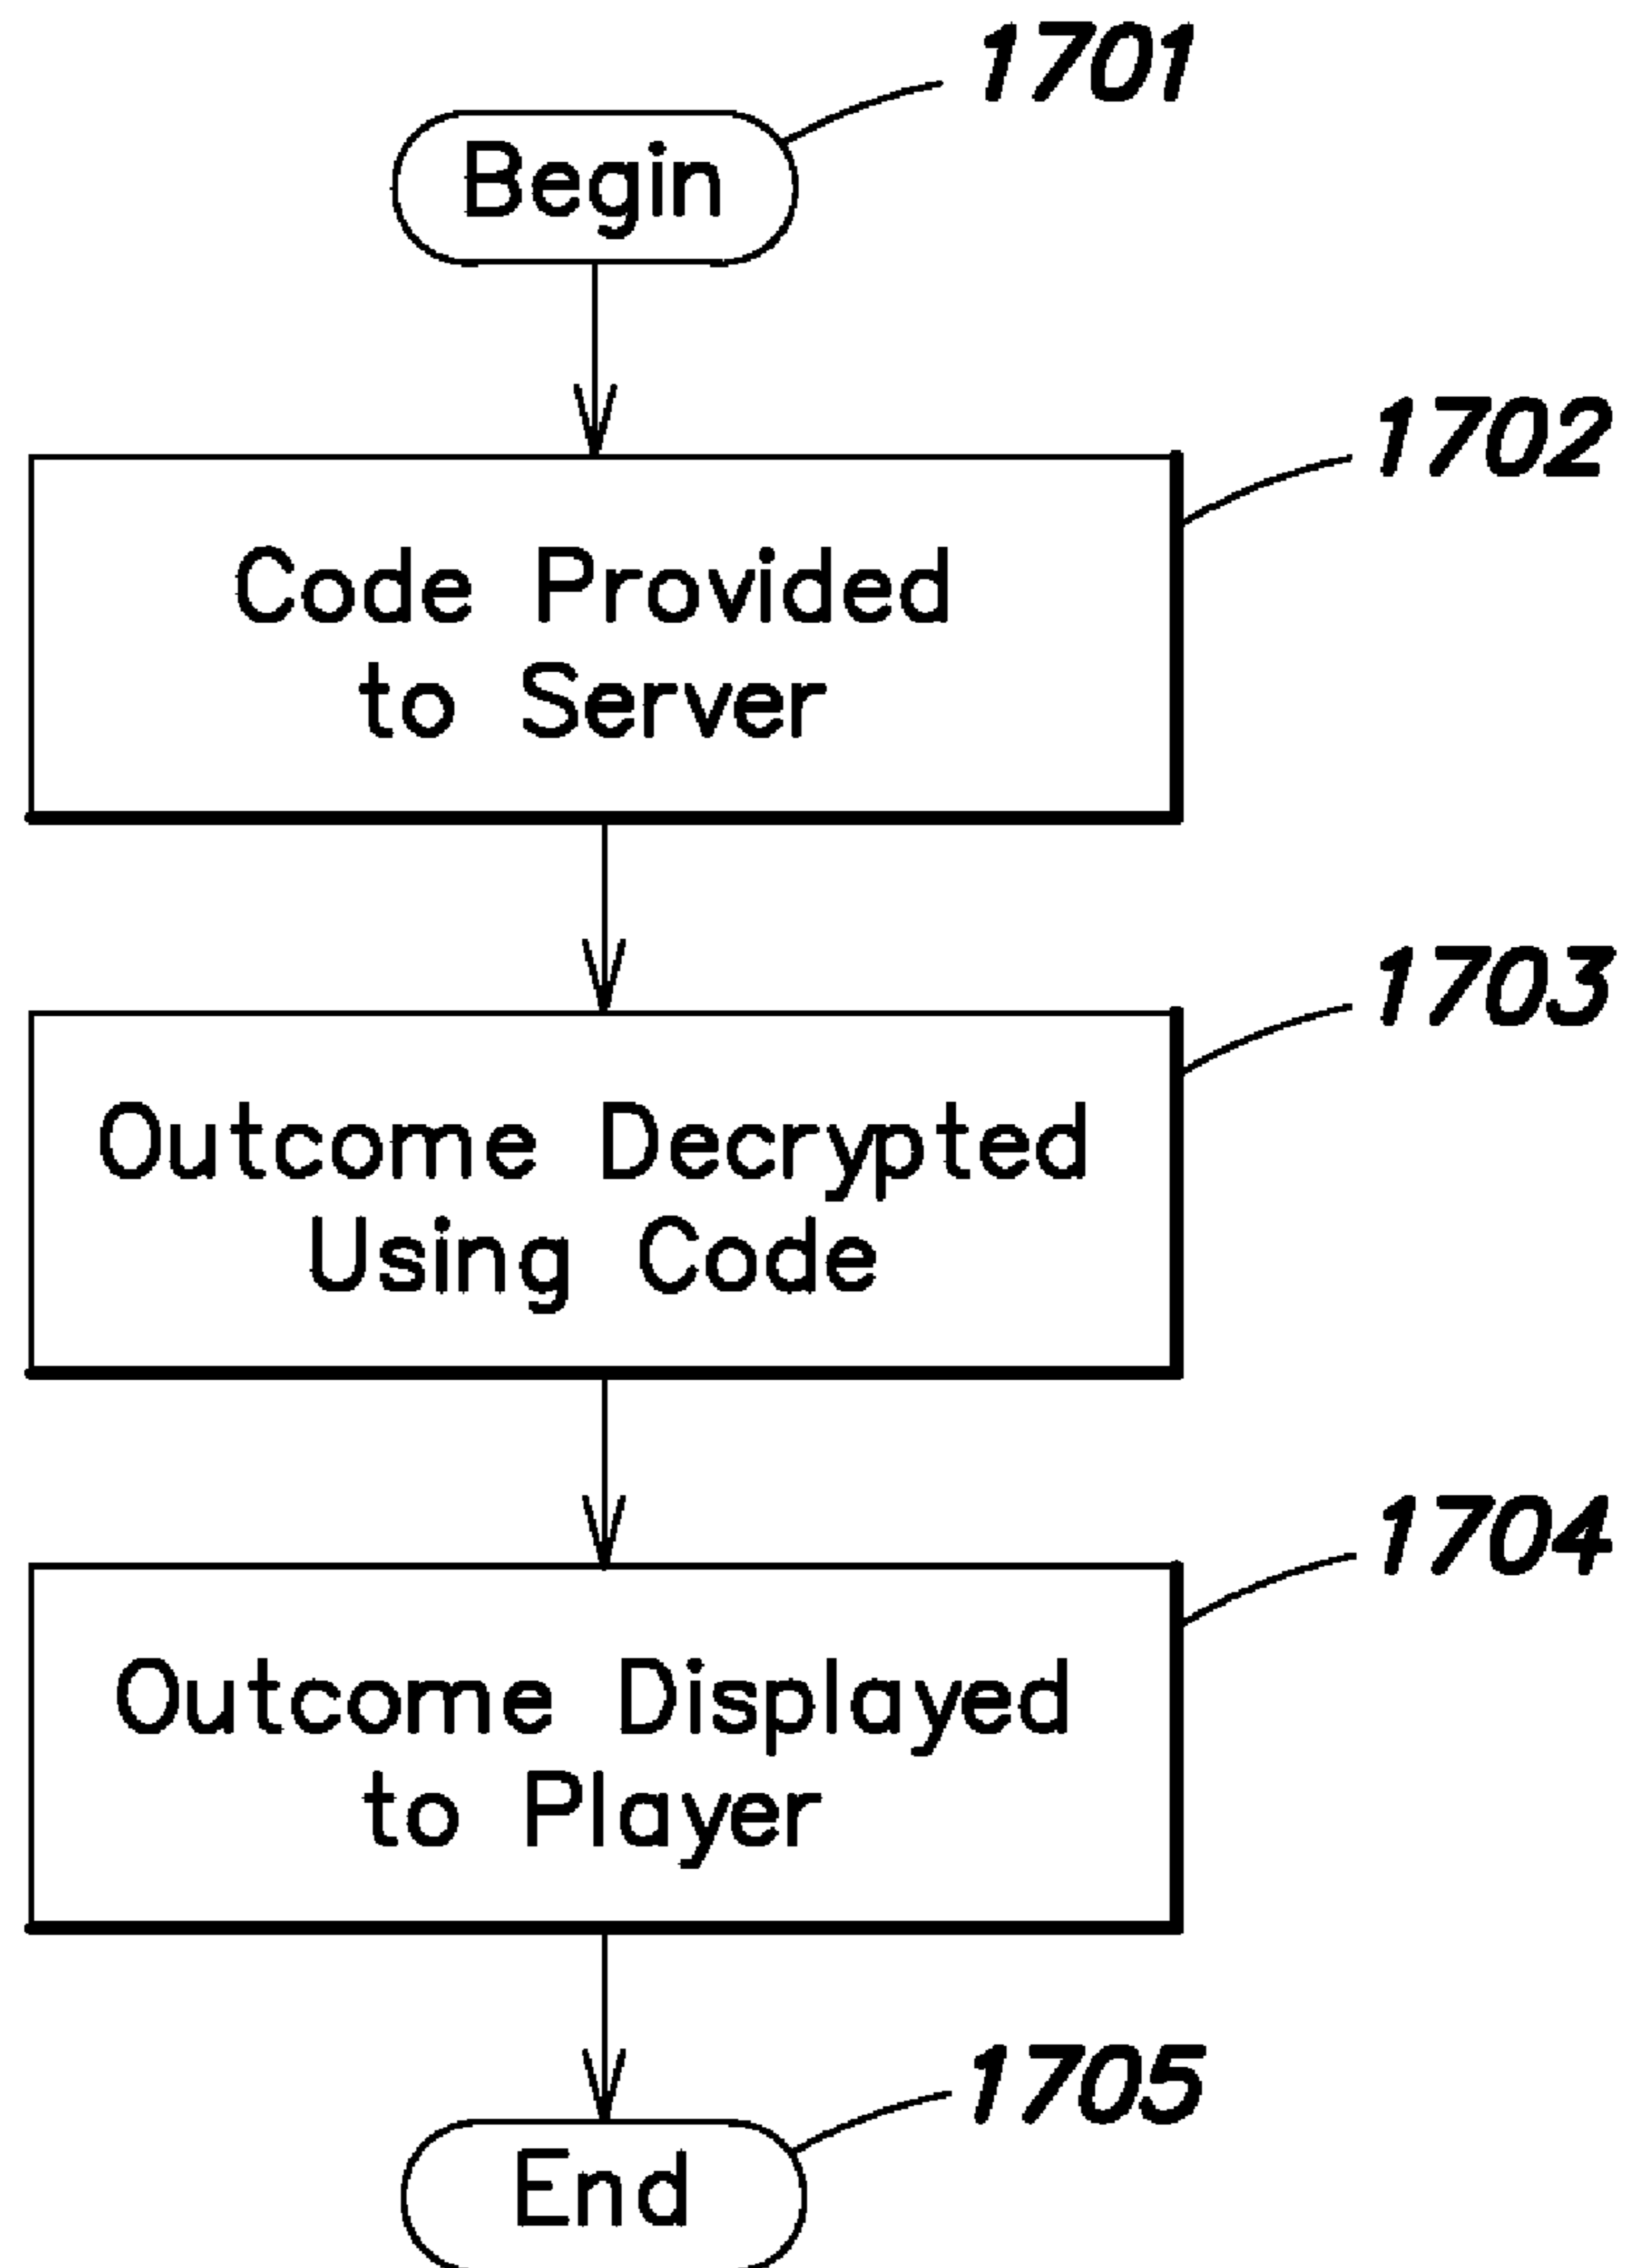 1701
Begin
1702
Code Provided
to Server
1703
Outcome Decrypted
Using Code
1704
Outcome Displayed
to Player
1705
End